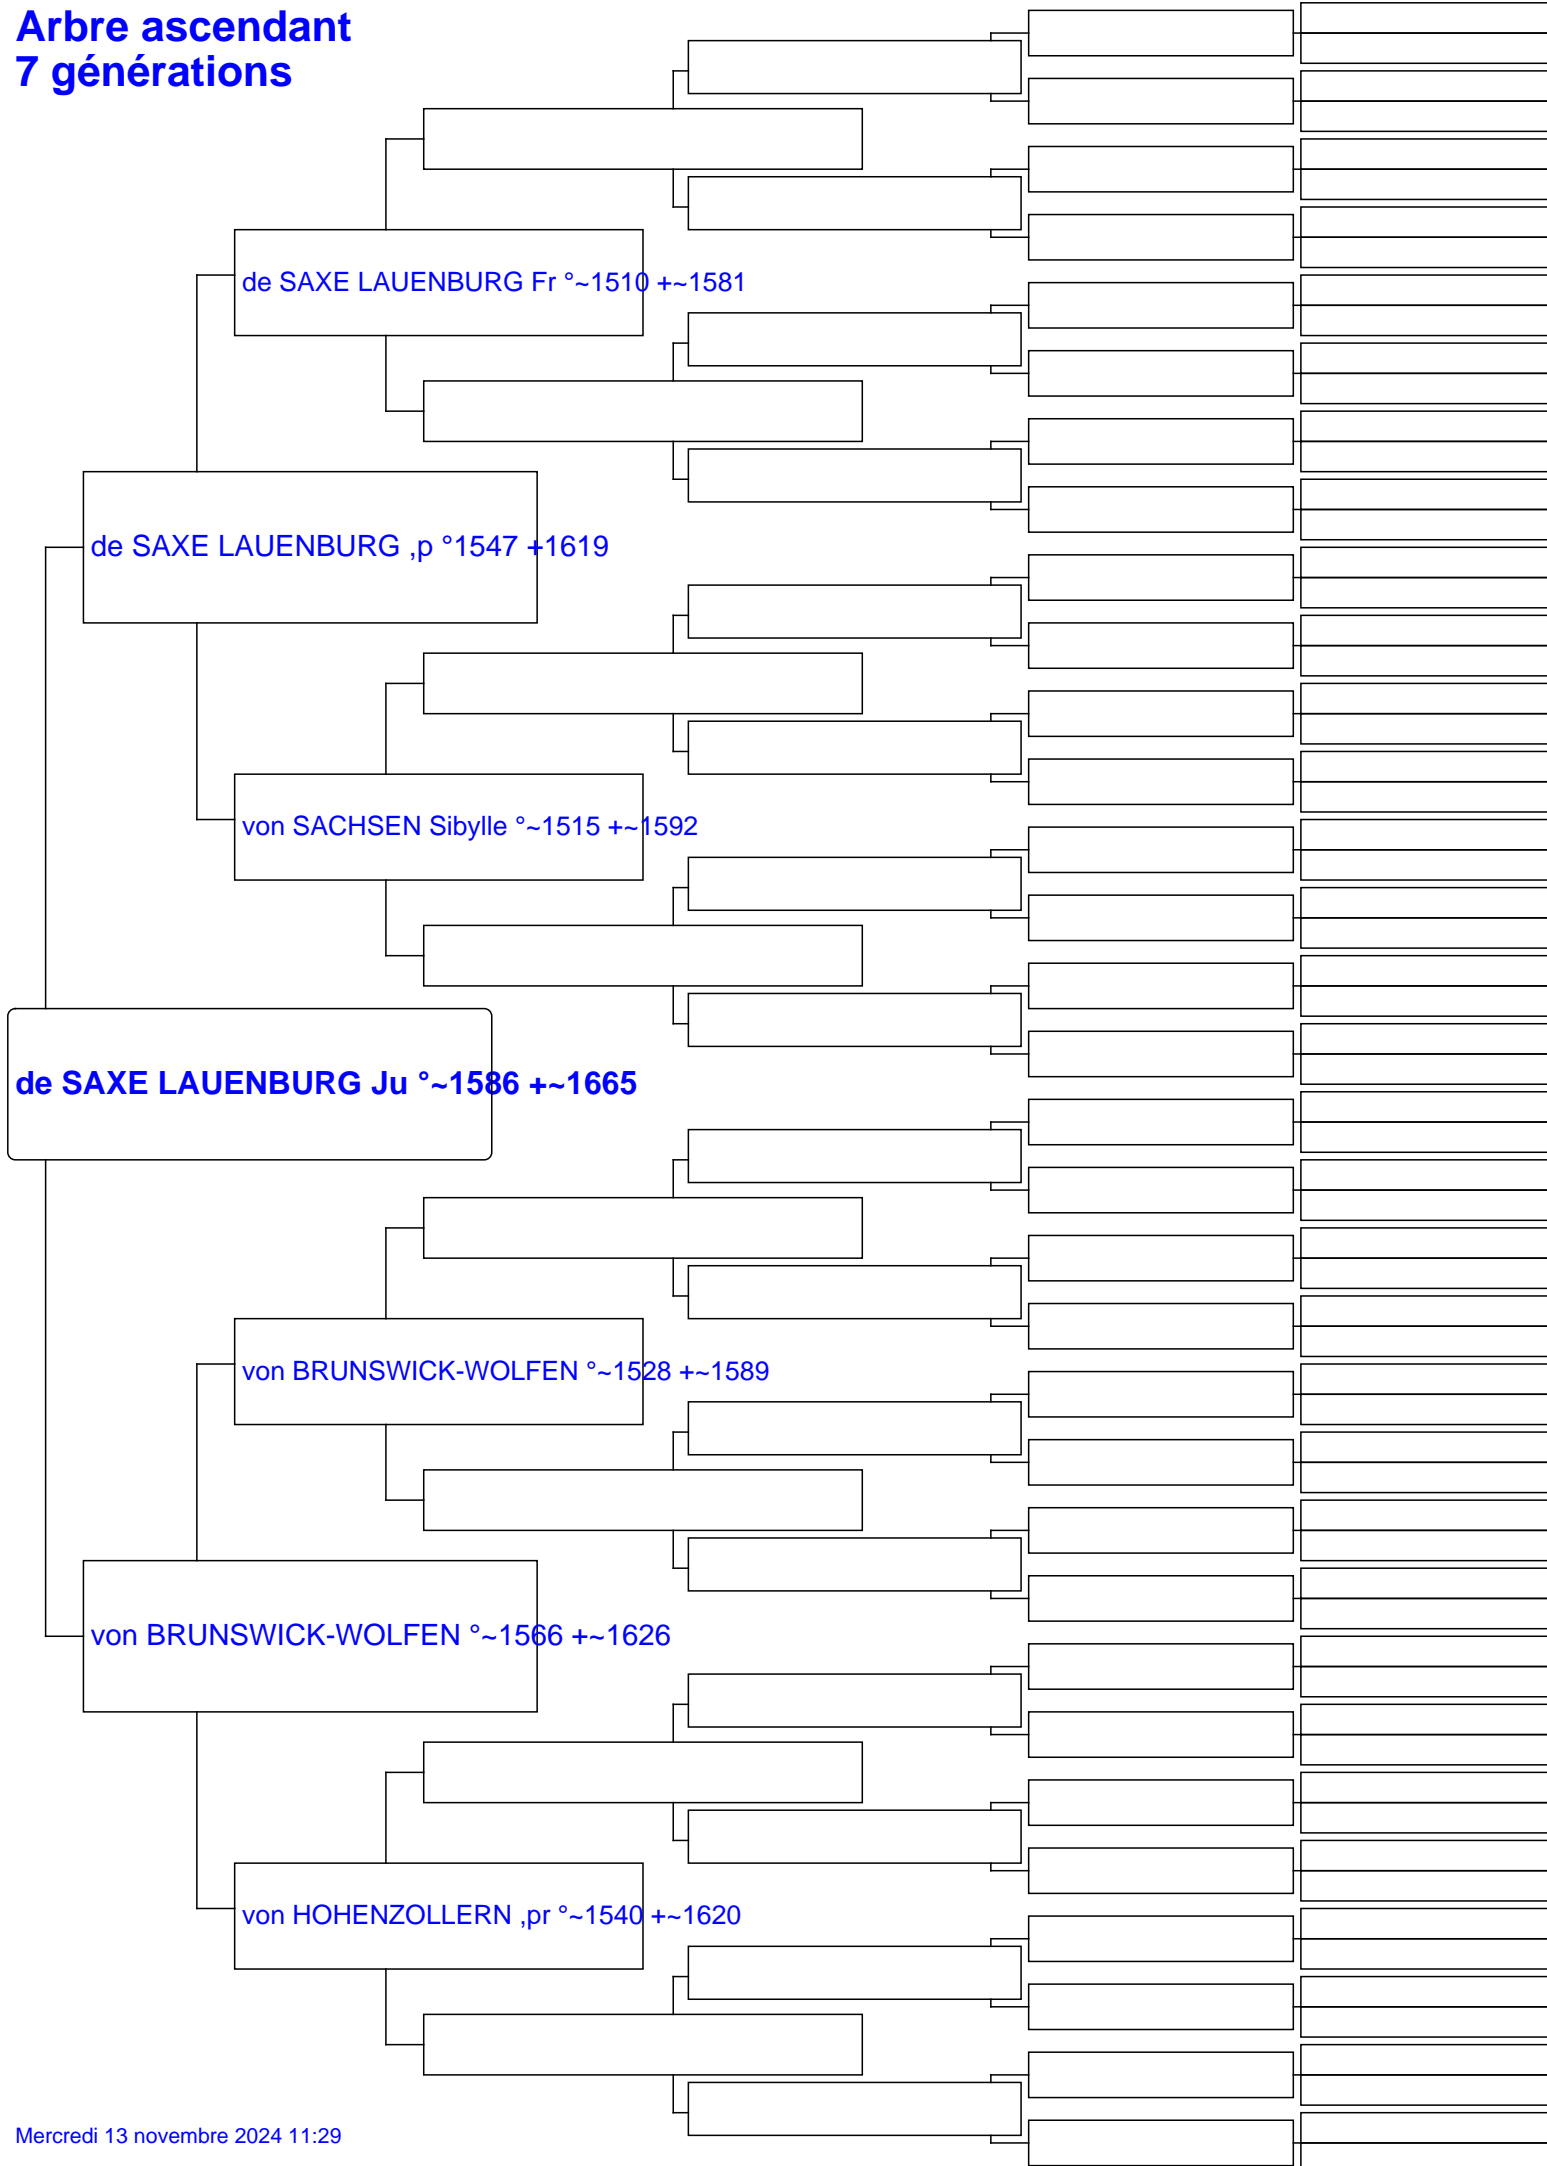 Arbre ascendant
7 générations
de SAXE LAUENBURG Fr °~1510 +~1581
de SAXE LAUENBURG ,p °1547 +1619
von SACHSEN Sibylle °~1515 +~1592
de SAXE LAUENBURG Ju °~1586 +~1665
von BRUNSWICK-WOLFEN °~1528 +~1589
von BRUNSWICK-WOLFEN °~1566 +~1626
von HOHENZOLLERN ,pr °~1540 +~1620
Mercredi 13 novembre 2024 11:29